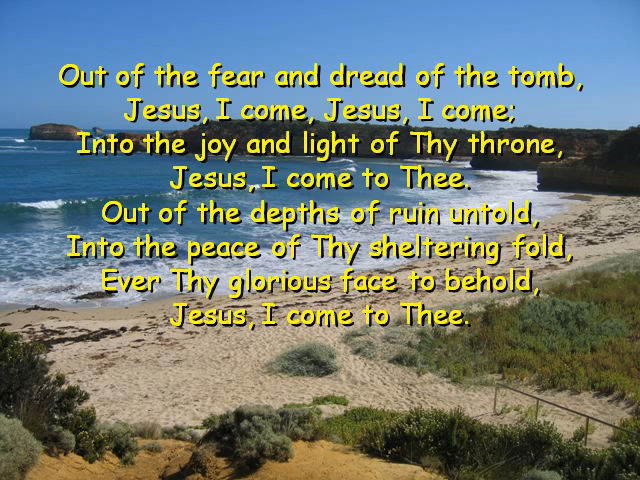 Out of the fear and dread of the tomb,
Jesus, I come, Jesus, I come;
Into the joy and light of Thy throne,
Jesus, I come to Thee.
Out of the depths of ruin untold,
Into the peace of Thy sheltering fold,
Ever Thy glorious face to behold,
Jesus, I come to Thee.